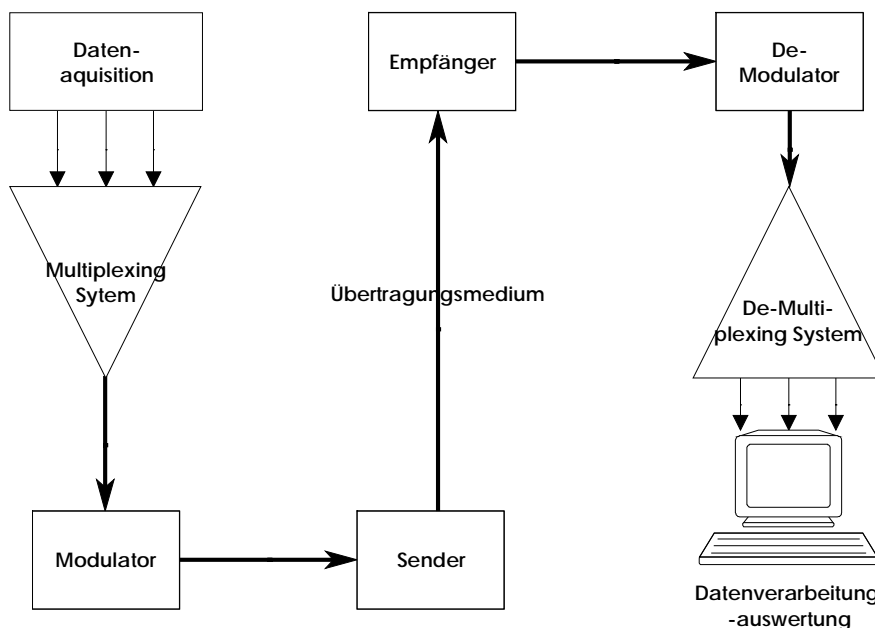 Daten-
aquisition
Multiplexing
Sytem
Modulator
Sender
Übertragungsmedium
Empfänger
De-
Modulator
De-Multi-
plexing System
Datenverarbeitung
-auswertung